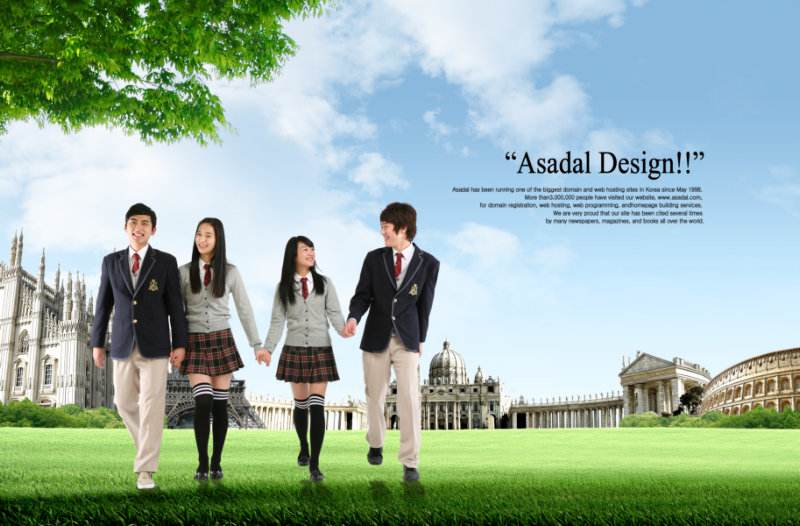 “Asadal Design!!”
Asadal has been running one of the biggest domain and web hosting sites in Korea since May 1998.
More than3,000,000 people have visited our website, www.asadal.com,
for domain registration, web hosting, web programming, andhomepage building services.
We are very proud that our site has been cited several times
by many newspapers, magazines, and books all over the world.